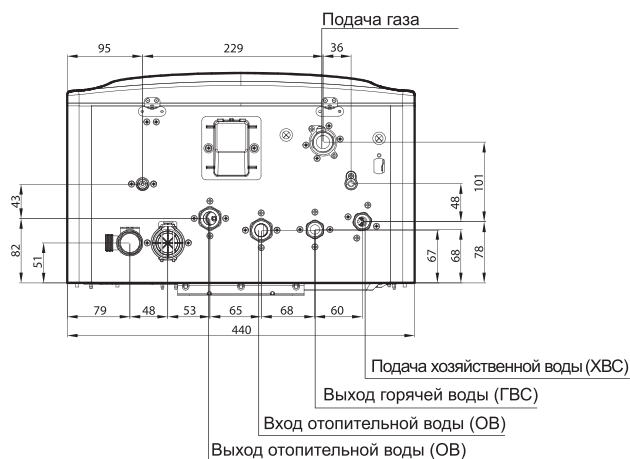 Подача газа
95 229 36
43
82
51
101
48
67
68
78
79 48 53 65 68 60
440
Подача хозяйственной воды (ХВС)
Выход горячей воды (ГВС)
Вход отопительной воды (ОВ)
Выход отопительной воды (ОВ)